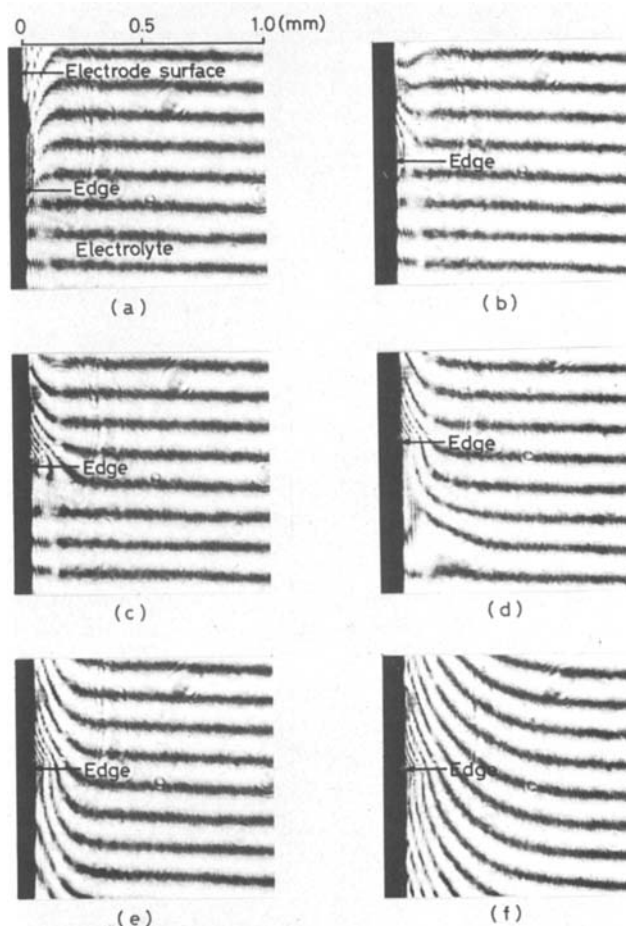 0 0.5 1.0 (mm)
Electrode surface
Edge
Electrolyte
(a)
Edge
(b)
Edge
(c)
Edge
(d)
Edge
(e)
Edge
(f)